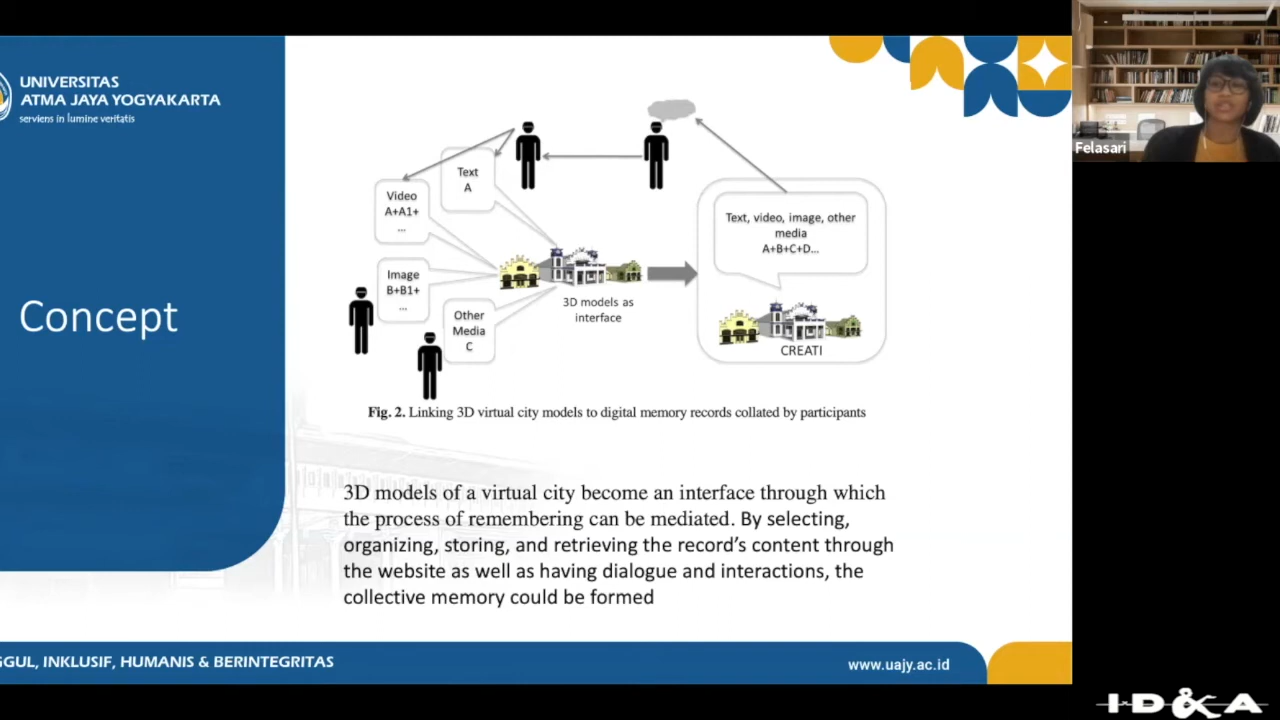 UNIVERSITAS
ATMA JAYA YOGYAKARTA
serviens in lumine veritatis
Concept
Text
A
Video
A+A1+
...
Image
B+B1+
...
Other
Media
C
3D models as
interface
Text, video, image, other
media
A+B+C+D...
CREATI
Fig. 2. Linking 3D virtual city models to digital memory records collated by participants
3D models of a virtual city become an interface through which
the process of remembering can be mediated. By selecting,
organizing, storing, and retrieving the record's content through
the website as well as having dialogue and interactions, the
collective memory could be formed
GGUL, INKLUSIF, HUMANIS & BERINTEGRITAS
www.uajy.ac.id
Felasari
ID&A